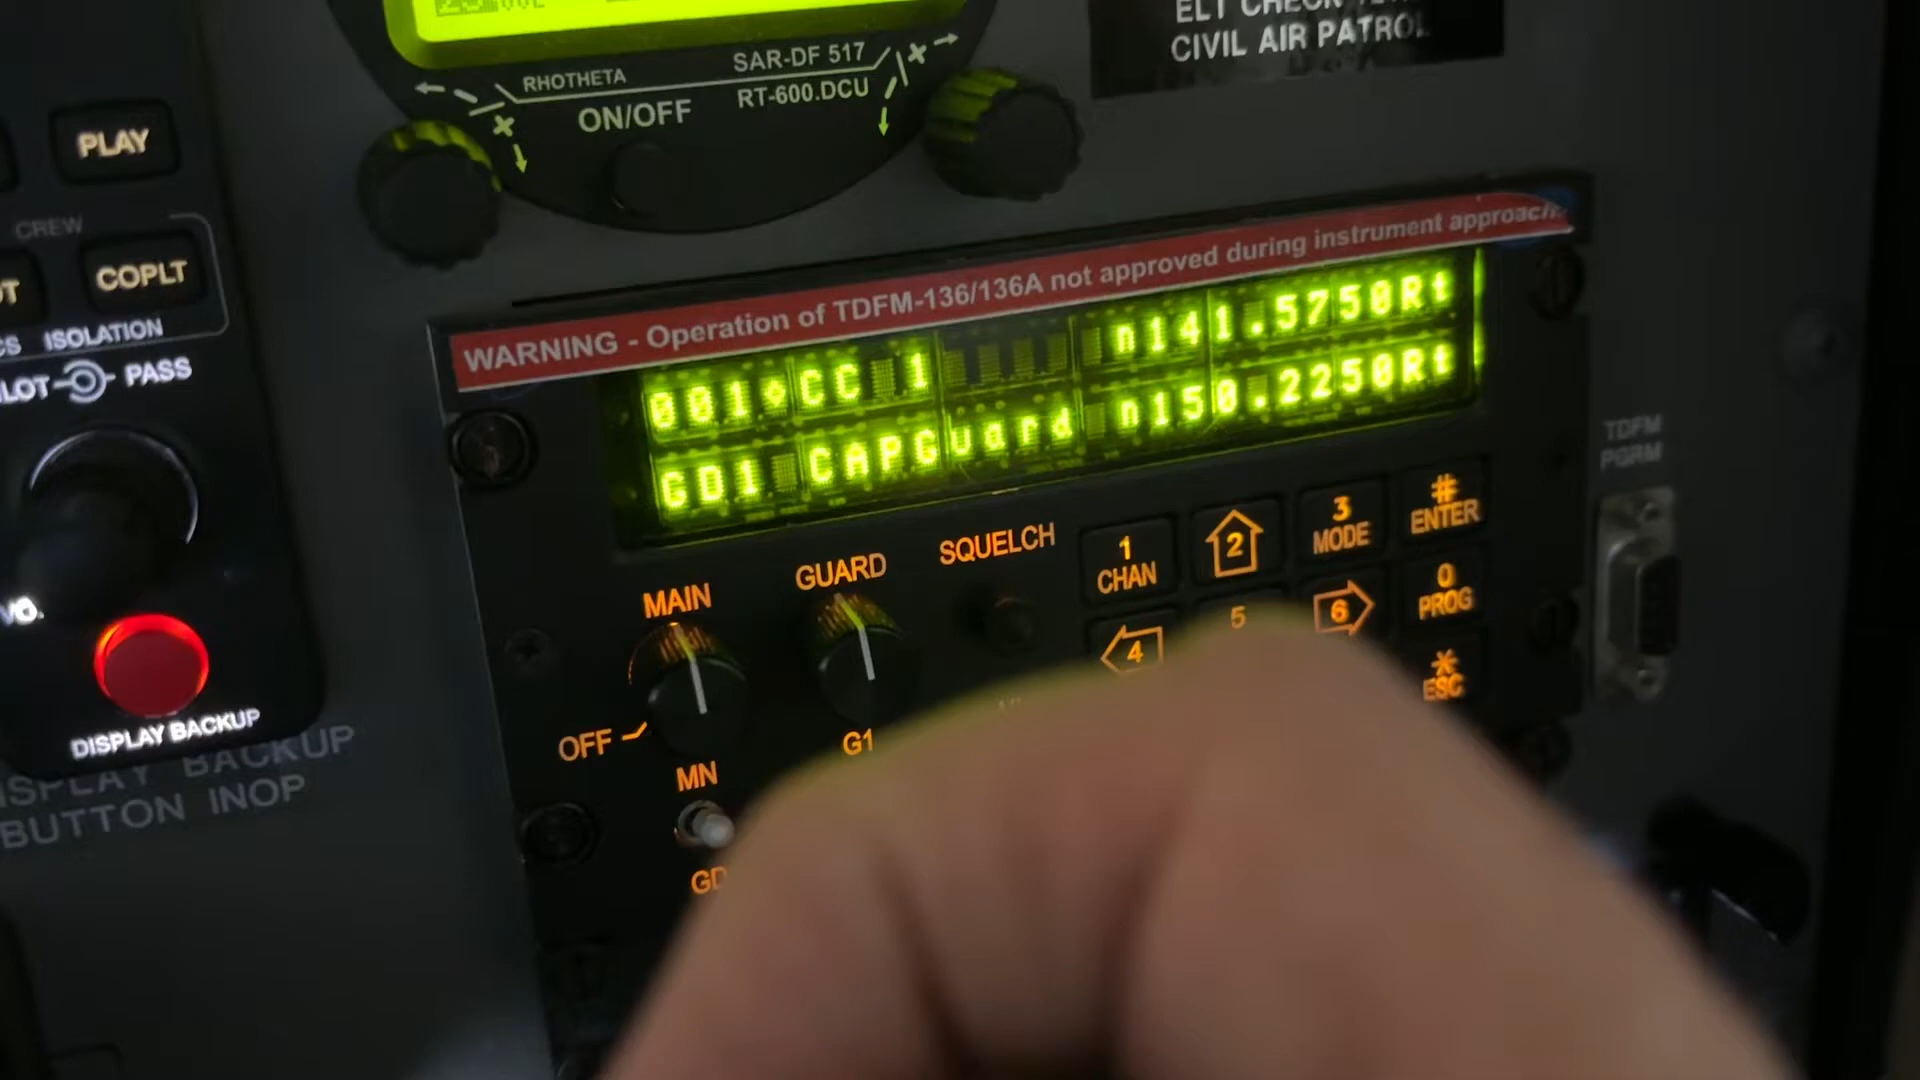 CIVIL AIR PATROL
RHOTHETA
SAR-DF 517
ON/OFF
RT-600.DCU
PLAY
CREW
COPLT
ISOLATION
PASS
DISPLAY BACKUP
DISPLAY BACKUP
BUTTON INOP
WARNING - Operation of TDFM-136/136A not approved during instrument approach.
001 CC 1 n141.5750Rt
GD1 CAPGuard n150.2250Rt
MAIN
GUARD
SQUELCH
OFF
G1
MN
1
CHAN
2
3
MODE
#
ENTER
4
5
6
0
PROG
*
ESC
TDFM
PGRM